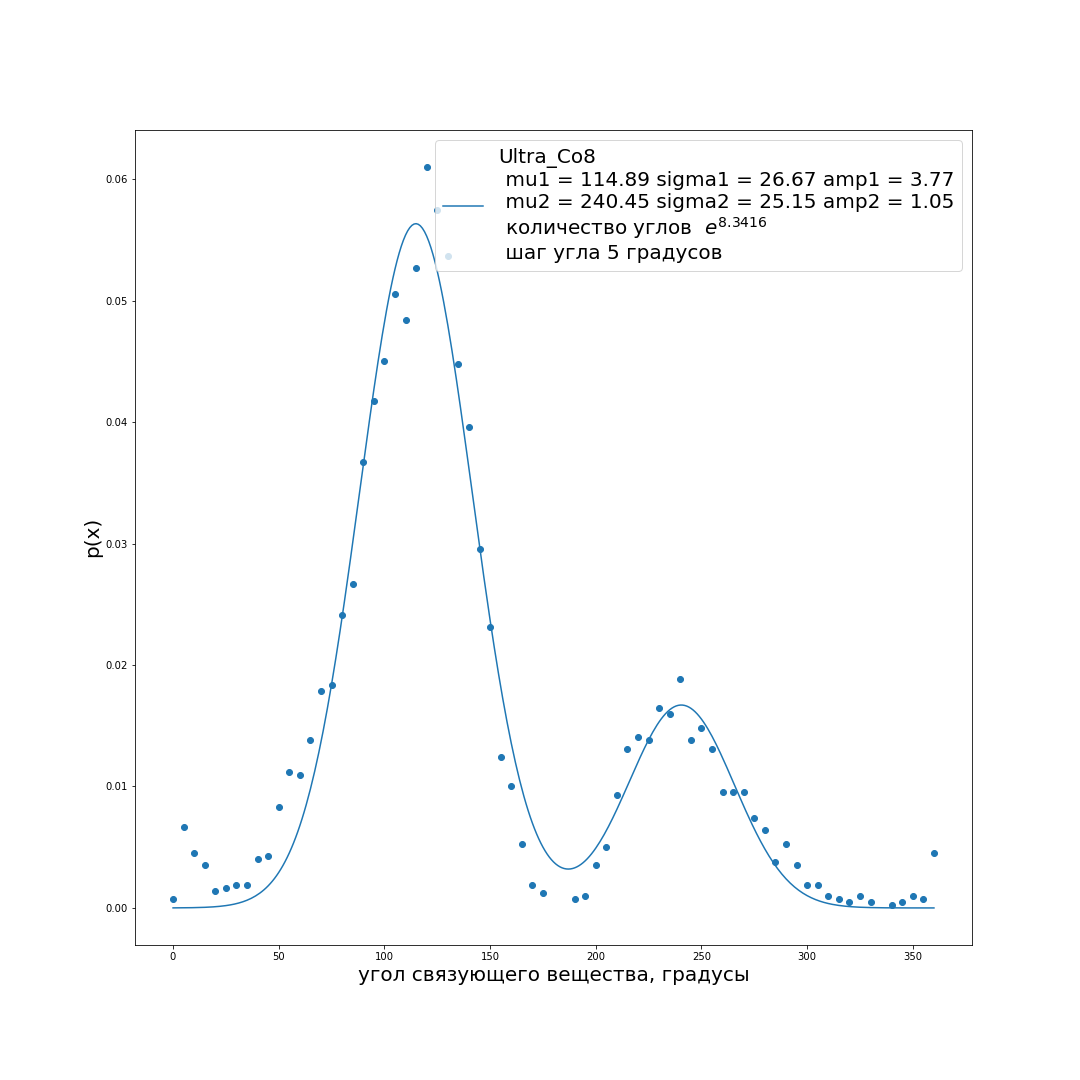 Ultra_Co8
mu1 = 114.89 sigma1 = 26.67 amp1 = 3.77
mu2 = 240.45 sigma2 = 25.15 amp2 = 1.05
количество углов e^8.3416
шаг угла 5 градусов
p(x)
0.06
0.05
0.04
0.03
0.02
0.01
0.00
0 50 100 150 200 250 300 350
угол связующего вещества, градусы